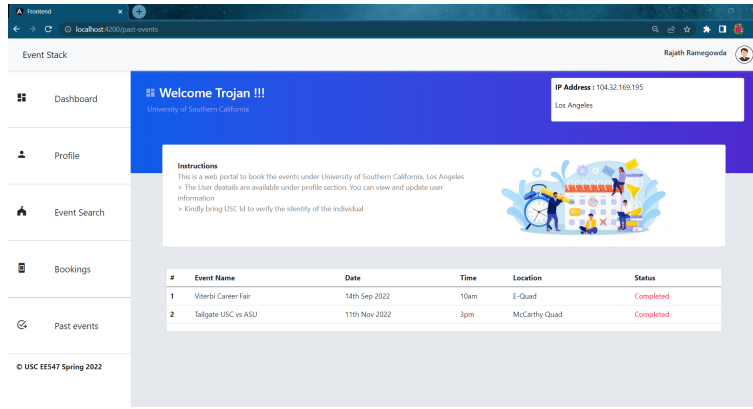 Frontend
localhost:4200/past-events
Event Stack
Rajath Ramegowda
Dashboard
Profile
Event Search
Bookings
Past events
© USC EE547 Spring 2022
Welcome Trojan !!!
University of Southern California
IP Address : 104.32.169.195
Los Angeles
Instructions
This is a web portal to book the events under University of Southern California, Los Angeles
> The User deatails are available under profile section. You can view and update user
information
> Kindly bring USC Id to verify the identity of the individual
# Event Name Date Time Location Status
1 Viterbi Career Fair 14th Sep 2022 10am E-Quad Completed
2 Tailgate USC vs ASU 11th Nov 2022 3pm McCarthy Quad Completed